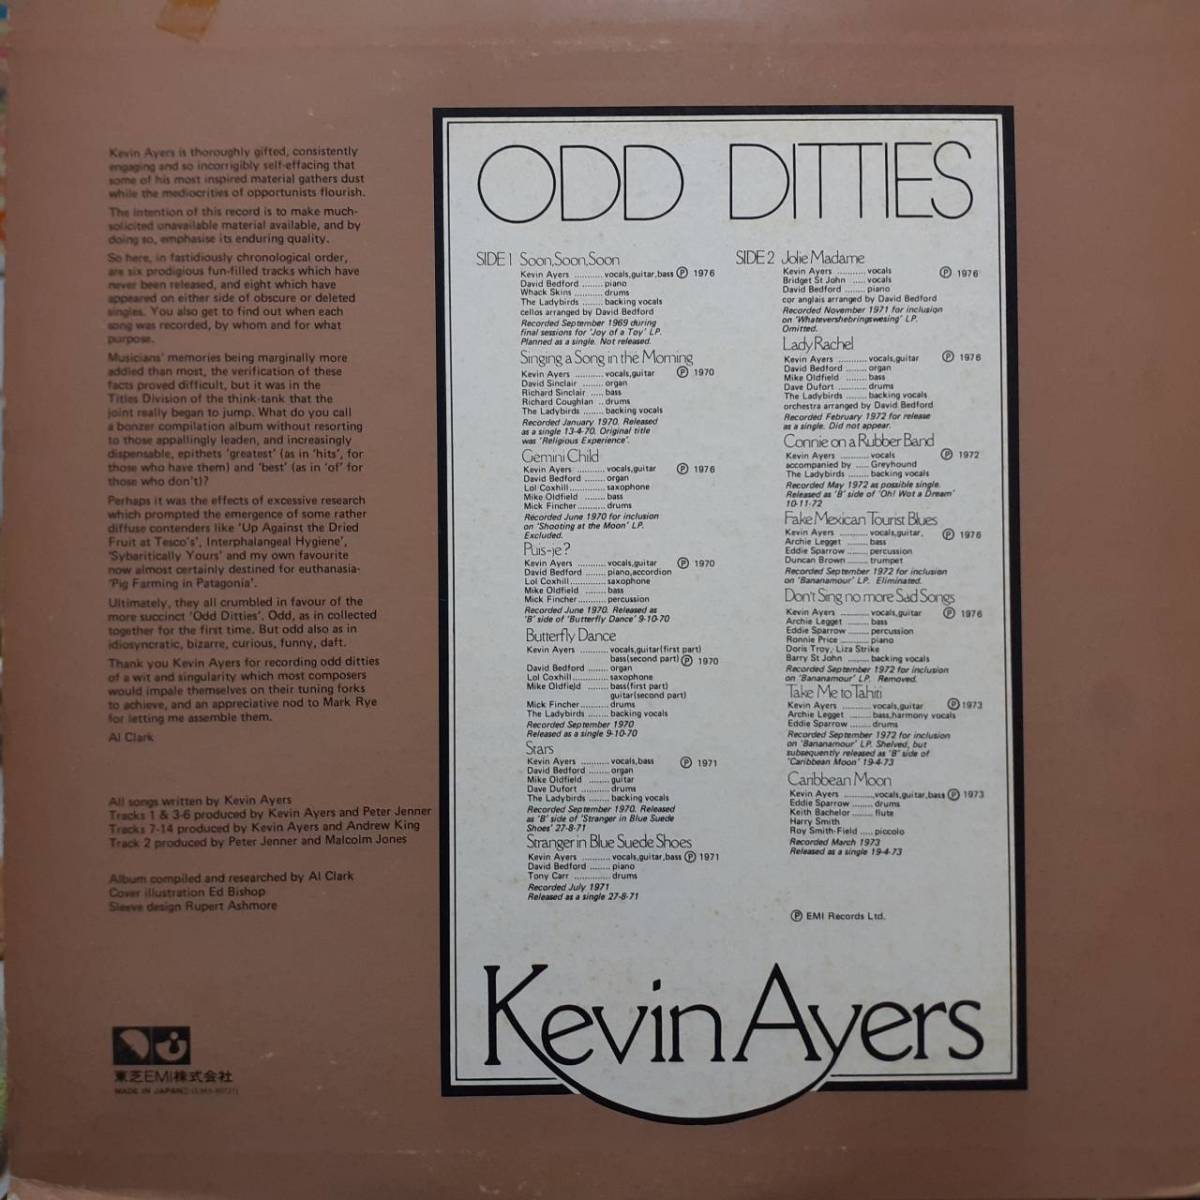 Kevin Ayers is thoroughly gifted, consistently
engaging and so incorrigibly self-effacing that
some of his most inspired material gathers dust
while the mediocrities of opportunists flourish.
The intention of this record is to make much-
solicited unavailable material available, and by
doing so, emphasise its enduring quality.
So here, in fastidiously chronological order,
are six prodigious fun-filled tracks which have
never been released, and eight which have
appeared on either side of obscure or deleted
singles. You also get to find out when each
song was recorded, by whom and for what
purpose.
Musicians' memories being marginally more
addled than most, the verification of these
facts proved difficult, but it was in the
Titles Division of the think-tank that the
joint really began to jump. What do you call
a bonzer compilation album without resorting
to those appallingly leaden, and increasingly
dispensable, epithets 'greatest' (as in 'hits', for
those who have them) and 'best' (as in 'of' for
those who don't)?
Perhaps it was the effects of excessive research
which prompted the emergence of some rather
diffuse contenders like 'Up Against the Dried
Fruit at Tesco's', Interphalangeal Hygiene',
'Sybaritically Yours' and my own favourite
now almost certainly destined for euthanasia-
'Pig Farming in Patagonia'.
Ultimately, they all crumbled in favour of the
more succinct 'Odd Ditties'. Odd, as in collected
together for the first time. But odd also as in
idiosyncratic, bizarre, curious, funny, daft.
Thank you Kevin Ayers for recording odd ditties
of a wit and singularity which most composers
would impale themselves on their tuning forks
to achieve, and an appreciative nod to Mark Rye
for letting me assemble them.
Al Clark
All songs written by Kevin Ayers
Tracks 1 & 3-6 produced by Kevin Ayers and Peter Jenner
Tracks 7-14 produced by Kevin Ayers and Andrew King
Track 2 produced by Peter Jenner and Malcolm Jones
Album compiled and researched by Al Clark
Cover illustration Ed Bishop
Sleeve design Rupert Ashmore
東芝EMI株式会社
MADE IN JAPAN
ODD DITTIES
SIDE 1 Soon,Soon,Soon
Kevin Ayers ......... vocals,guitar,bass ℗ 1976
David Bedford ....... piano
Whack Skins ......... drums
The Ladybirds ....... backing vocals
cellos arranged by David Bedford
Recorded September 1969 during
final sessions for 'Joy of a Toy' LP.
Planned as a single. Not released.
Singing a Song in the Morning
Kevin Ayers .......... vocals,guitar ℗ 1970
David Sinclair ...... organ
Richard Sinclair .... bass
Richard Coughlan .. drums
The Ladybirds ....... backing vocals
Recorded January 1970. Released
as a single 13-4-70. Original title
was 'Religious Experience'.
Gemini Child
Kevin Ayers .......... vocals,guitar ℗ 1976
David Bedford ....... organ
Lol Coxhill............ saxophone
Mike Oldfield ....... bass
Mick Fincher......... drums
Recorded June 1970 for inclusion
on 'Shooting at the Moon' LP.
Excluded.
Puis-je?
Kevin Ayers .......... vocals,guitar ℗ 1970
David Bedford ....... piano,accordion
Lol Coxhill............ saxophone
Mike Oldfield ....... bass
Mick Fincher......... percussion
Recorded June 1970. Released as
'B' side of 'Butterfly Dance' 9-10-70
Butterfly Dance
Kevin Ayers .......... vocals,guitar(first part)
bass(second part) ℗ 1970
David Bedford ....... organ
Lol Coxhill............ saxophone
Mike Oldfield ....... bass(first part)
guitar(second part)
Mick Fincher......... drums
The Ladybirds ...... backing vocals
Recorded September 1970
Released as a single 9-10-70
Stars
Kevin Ayers .......... vocals,bass ℗ 1971
David Bedford ....... organ
Mike Oldfield ....... guitar
Dave Dufort .......... drums
The Ladybirds ....... backing vocals
Recorded September 1970. Released
as 'B' side of 'Stranger in Blue Suede
Shoes' 27-8-71
Stranger in Blue Suede Shoes
Kevin Ayers ......... vocals,guitar,bass ℗ 1971
David Bedford ....... piano
Tony Carr ............ drums
Recorded July 1971
Released as a single 27-8-71
SIDE 2 Jolie Madame
Kevin Ayers ........... vocals ℗ 1976
Bridget St John ..... vocals
David Bedford ........ piano
cor anglais arranged by David Bedford
Recorded November 1971 for inclusion
on 'Whatevershebringswesing' LP.
Omitted.
Lady Rachel
Kevin Ayers ........... vocals,guitar ℗ 1976
David Bedford ....... organ
Mike Oldfield ........ bass
Dave Dufort .......... drums
The Ladybirds ....... backing vocals
orchestra arranged by David Bedford
Recorded February 1972 for release
as a single. Did not appear.
Connie on a Rubber Band
Kevin Ayers ........... vocals ℗ 1972
accompanied by ..... Greyhound
The Ladybirds ....... backing vocals
Recorded May 1972 as possible single.
Released as 'B' side of 'Oh! Wot a Dream'
10-11-72
Fake Mexican Tourist Blues
Kevin Ayers .......... vocals,guitar. ℗ 1976
Archie Legget ....... bass
Eddie Sparrow ....... percussion
Duncan Brown ....... trumpet
Recorded September 1972 for inclusion
on 'Bananamour' LP. Eliminated.
Don't Sing no more Sad Songs
Kevin Ayers ........... vocals,guitar ℗ 1976
Archie Legget ........ bass
Eddie Sparrow ....... percussion
Ronnie Price ......... piano
Doris Troy, Liza Strike
Barry St John ........ backing vocals
Recorded September 1972 for inclusion
on 'Bananamour' LP. Removed.
Take Me to Tahiti
Kevin Ayers .......... vocals,guitar ℗ 1973
Archie Legget ....... bass,harmony vocals
Eddie Sparrow ....... drums
Recorded September 1972 for inclusion
on 'Bananamour' LP. Shelved, but
subsequently released as 'B' side of
'Caribbean Moon' 19-4-73
Caribbean Moon
Kevin Ayers ...........vocals,guitar,bass ℗ 1973
Eddie Sparrow ....... drums
Keith Bachelor ....... flute
Harry Smith
Roy Smith-Field ..... piccolo
Recorded March 1973
Released as a single 19-4-73
℗ EMI Records Ltd.
Kevin Ayers